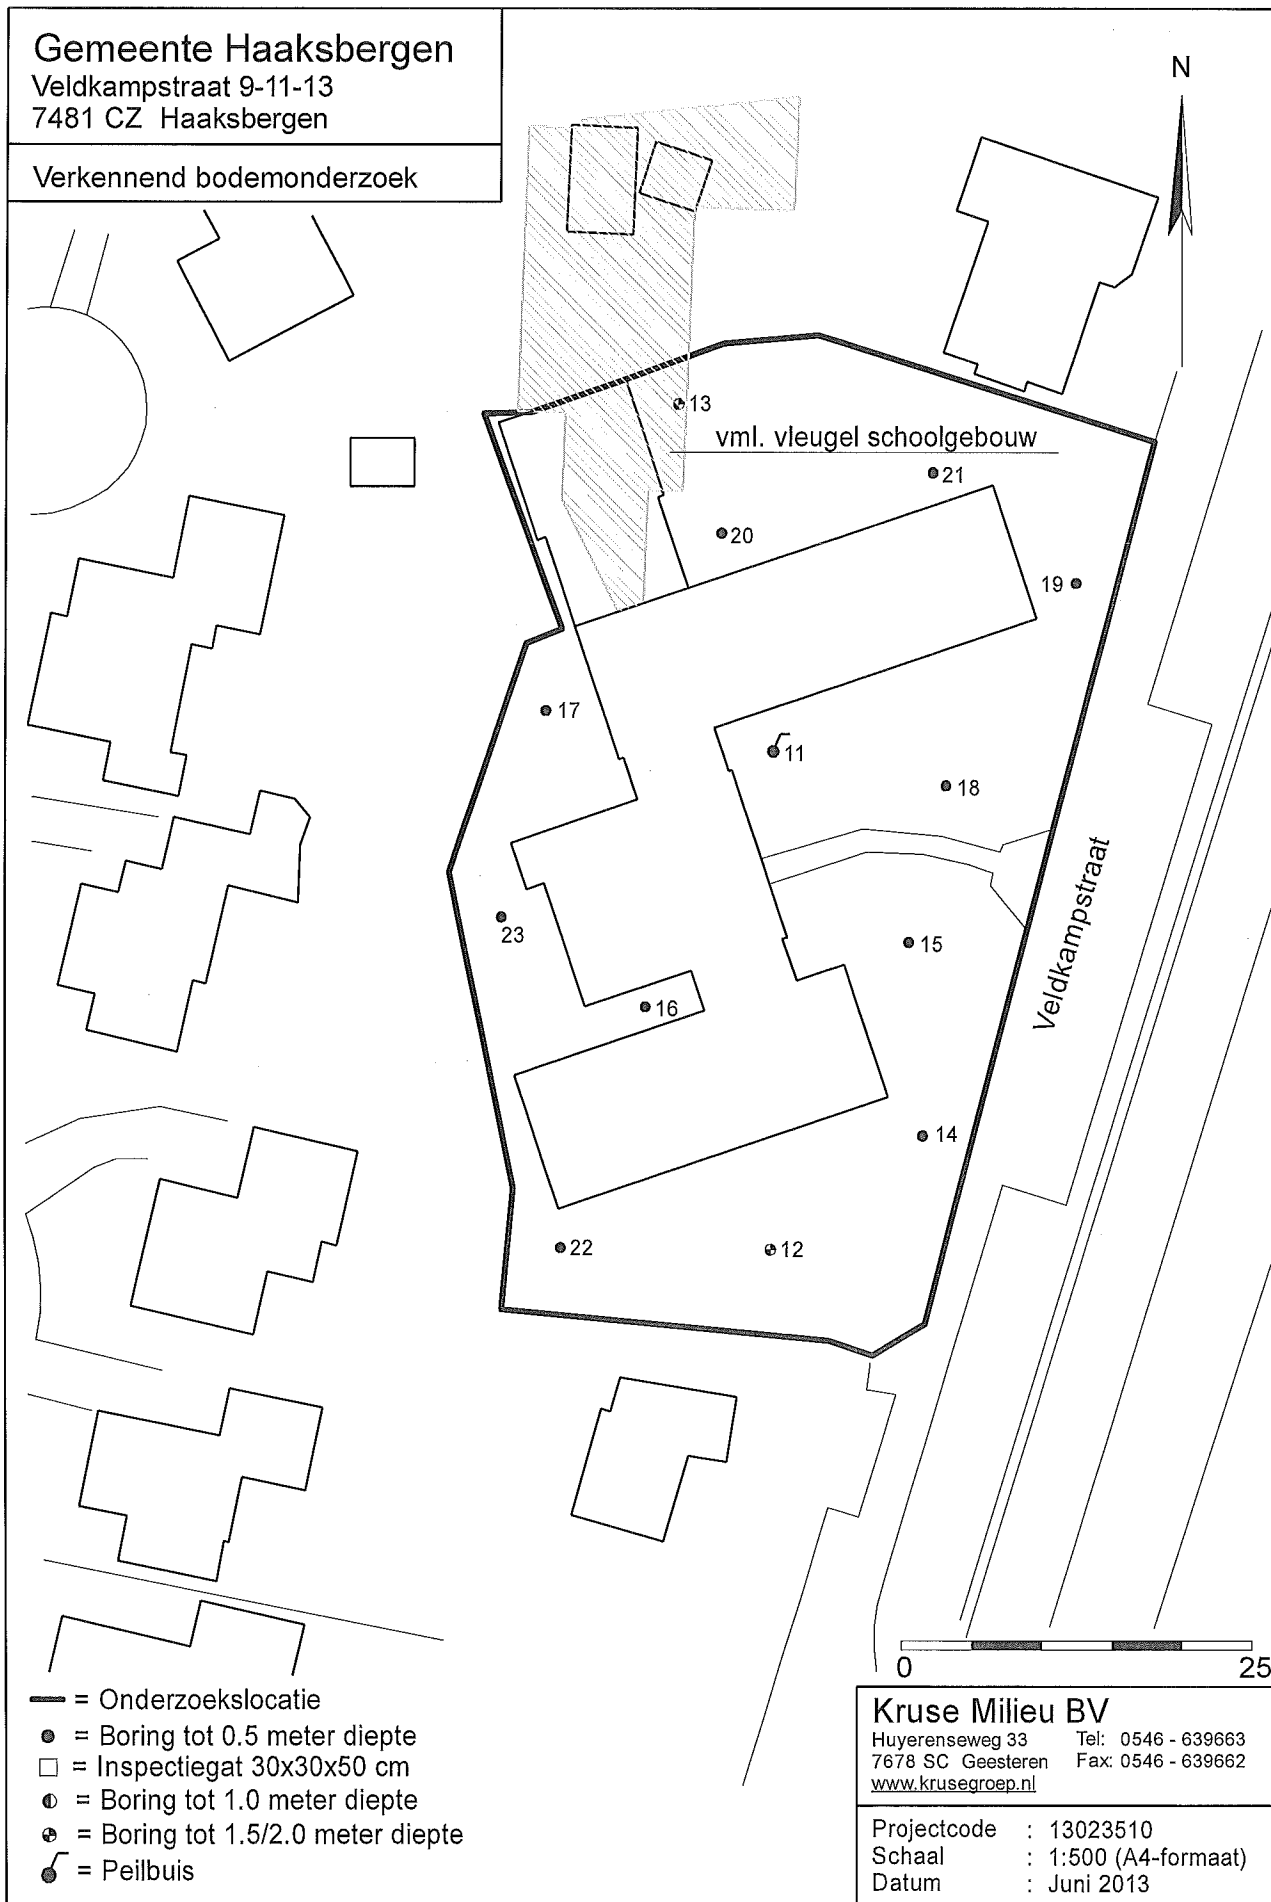 Gemeente Haaksbergen
Veldkampstraat 9-11-13
7481 CZ Haaksbergen
Verkennend bodemonderzoek
N
13
vml. vleugel schoolgebouw
21
20
19
17
11
18
Veldkampstraat
23
15
16
14
22
12
0 25
= Onderzoekslocatie
= Boring tot 0.5 meter diepte
= Inspectiegat 30x30x50 cm
= Boring tot 1.0 meter diepte
= Boring tot 1.5/2.0 meter diepte
= Peilbuis
Kruse Milieu BV
Huyerenseweg 33 Tel: 0546 - 639663
7678 SC Geesteren Fax: 0546 - 639662
www.krusegroep.nl
Projectcode : 13023510
Schaal : 1:500 (A4-formaat)
Datum : Juni 2013